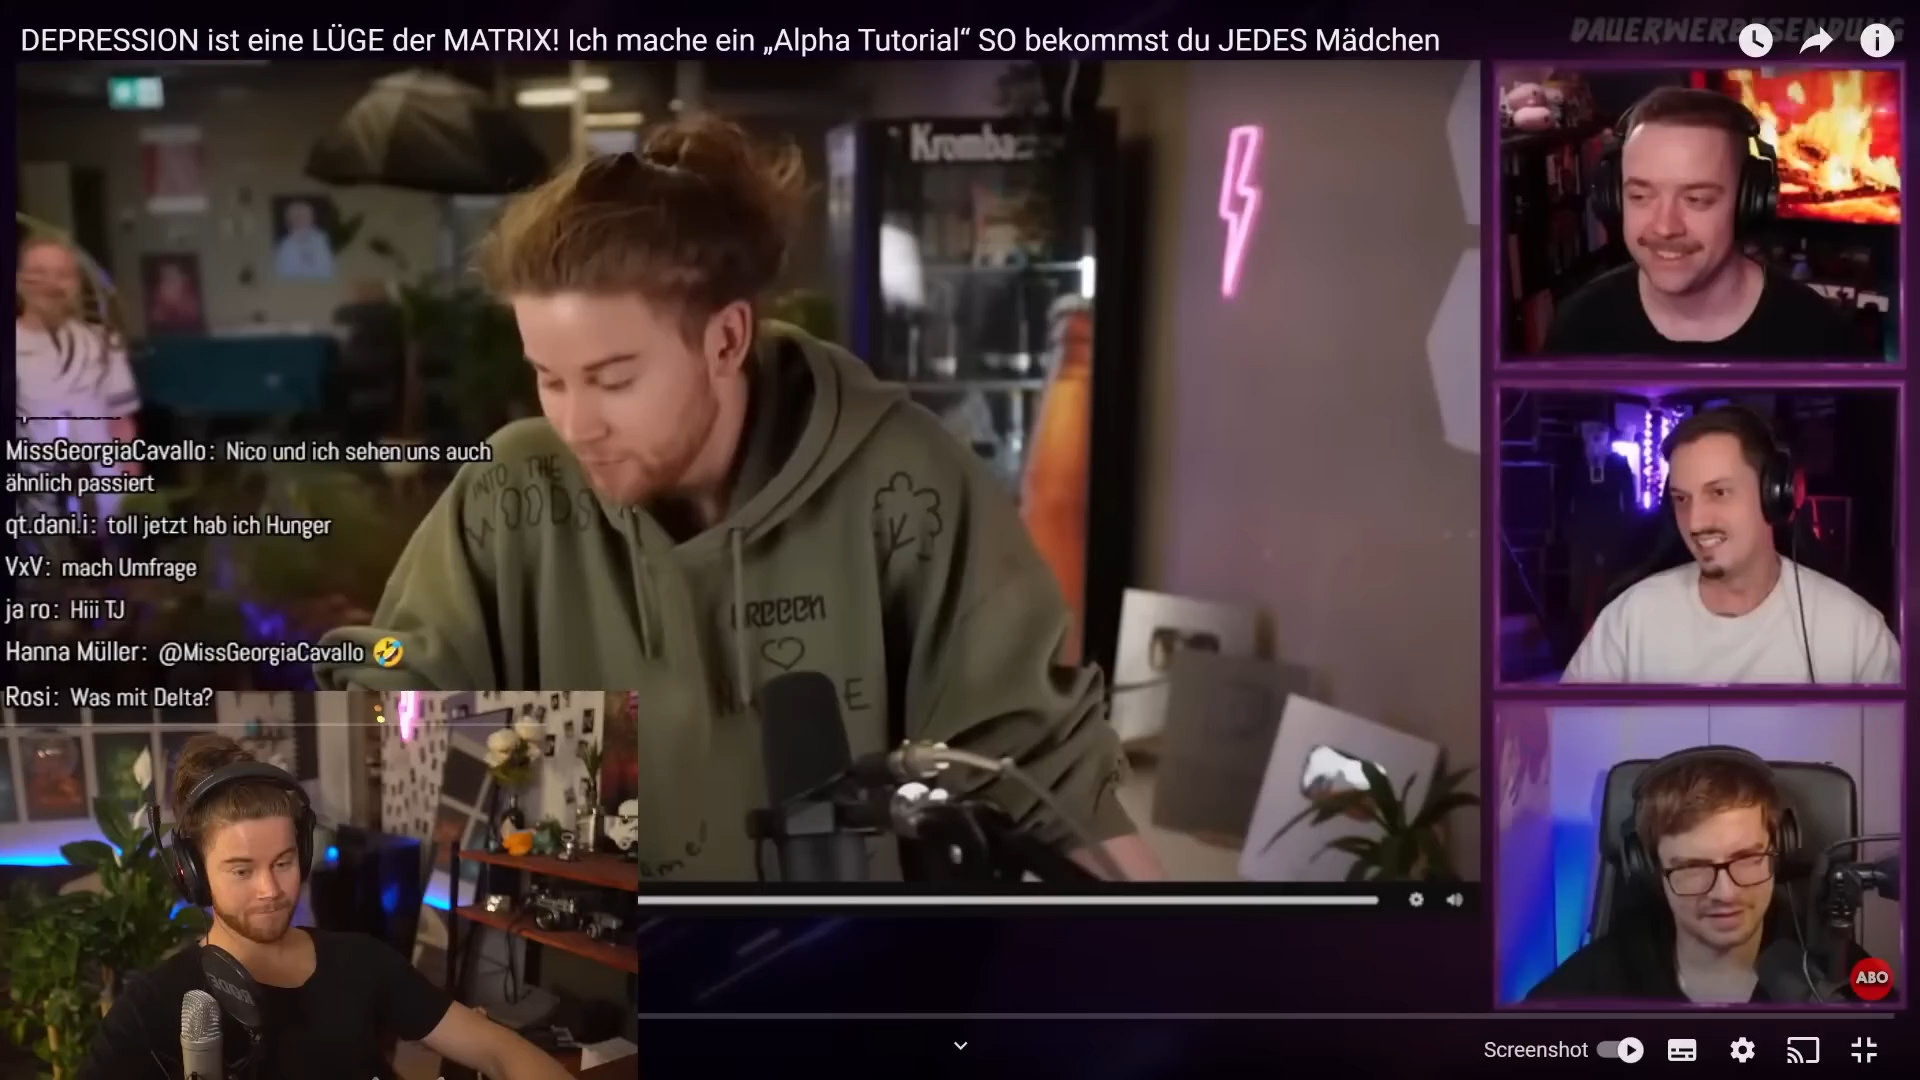 DEPRESSION ist eine LÜGE der MATRIX! Ich mache ein „Alpha Tutorial“ SO bekommst du JEDES Mädchen
DAUERWERBESENDUNG
INTO THE
WOODS
GREEEN
MissGeorgiaCavallo: Nico und ich sehen uns auch
ähnlich passiert
qt.dani.i: toll jetzt hab ich Hunger
VxV: mach Umfrage
ja ro: Hiii TJ
Hanna Müller: @MissGeorgiaCavallo 🤣
Rosi: Was mit Delta?
RODE
ABO
Screenshot